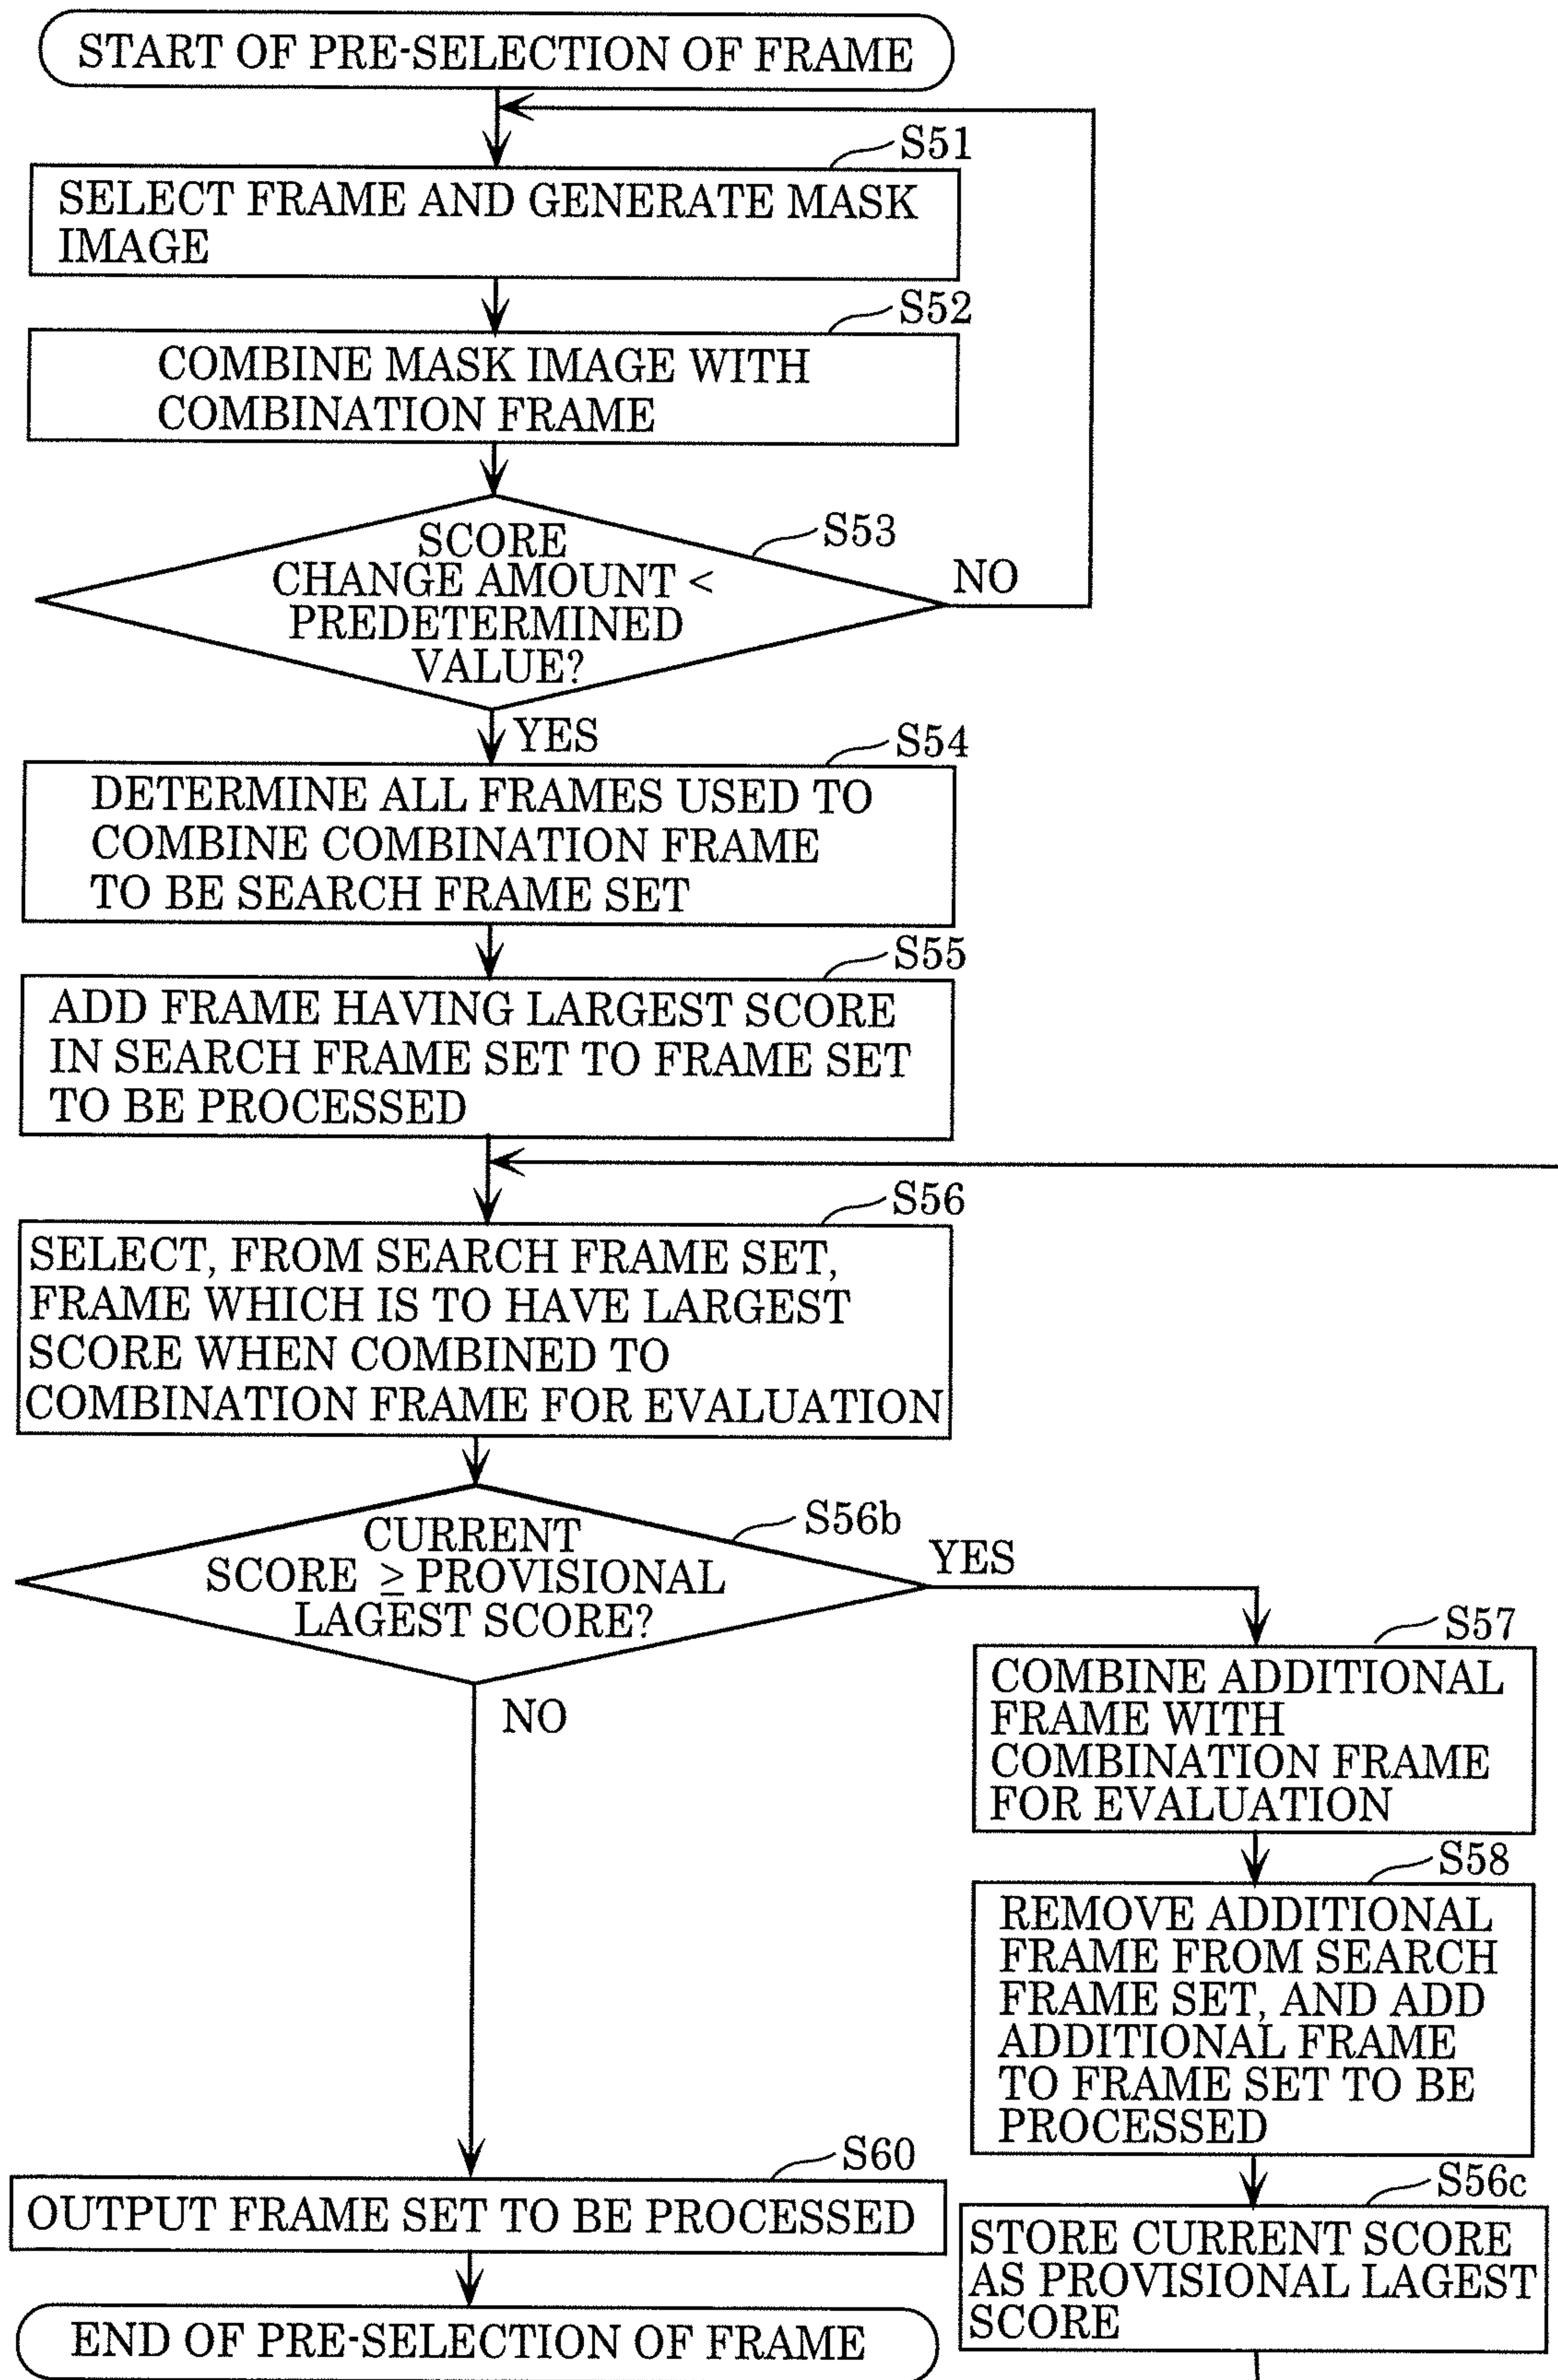 START OF PRE-SELECTION OF FRAME
S51
SELECT FRAME AND GENERATE MASK
IMAGE
S52
COMBINE MASK IMAGE WITH
COMBINATION FRAME
S53
SCORE
CHANGE AMOUNT <
PREDETERMINED
VALUE?
NO
YES
S54
DETERMINE ALL FRAMES USED TO
COMBINE COMBINATION FRAME
TO BE SEARCH FRAME SET
S55
ADD FRAME HAVING LARGEST SCORE
IN SEARCH FRAME SET TO FRAME SET
TO BE PROCESSED
S56
SELECT, FROM SEARCH FRAME SET,
FRAME WHICH IS TO HAVE LARGEST
SCORE WHEN COMBINED TO
COMBINATION FRAME FOR EVALUATION
S56b
CURRENT
SCORE ≥ PROVISIONAL
LAGEST SCORE?
YES
NO
S57
COMBINE ADDITIONAL
FRAME WITH
COMBINATION FRAME
FOR EVALUATION
S58
REMOVE ADDITIONAL
FRAME FROM SEARCH
FRAME SET, AND ADD
ADDITIONAL FRAME
TO FRAME SET TO BE
PROCESSED
S56c
STORE CURRENT SCORE
AS PROVISIONAL LAGEST
SCORE
S60
OUTPUT FRAME SET TO BE PROCESSED
END OF PRE-SELECTION OF FRAME